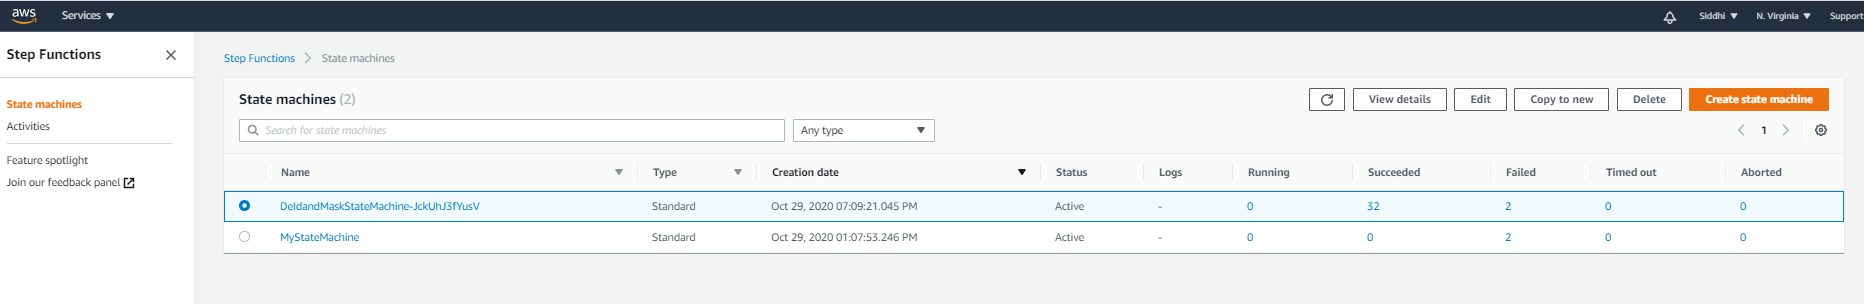 aws Services Siddhi N. Virginia Support
Step Functions
State machines
Activities
Feature spotlight
Join our feedback panel
Step Functions State machines
State machines (2) View details Edit Copy to new Delete Create state machine
Search for state machines Any type 1
Name Type Creation date Status Logs Running Succeeded Failed Timed out Aborted
DeIdandMaskStateMachine-JckUhJ3fYusV Standard Oct 29, 2020 07:09:21.045 PM Active - 0 32 2 0 0
MyStateMachine Standard Oct 29, 2020 01:07:53.246 PM Active - 0 0 2 0 0